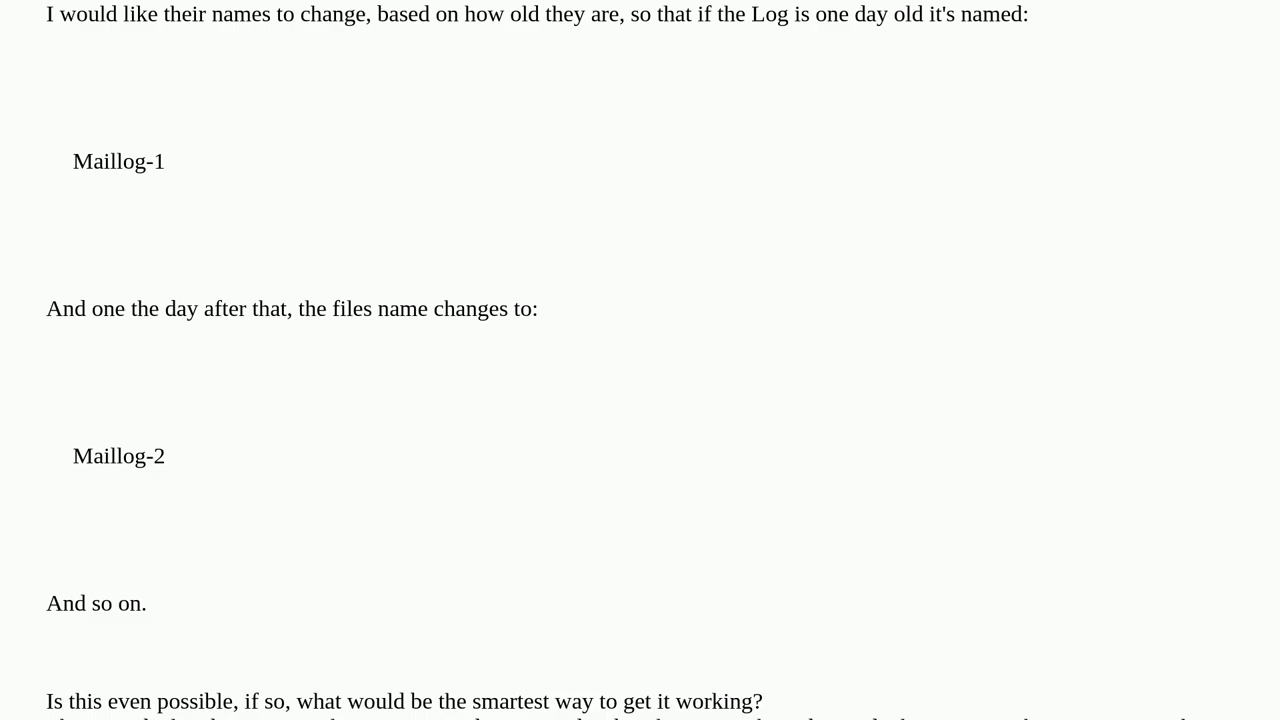 I would like their names to change, based on how old they are, so that if the Log is one day old it's named:
Maillog-1
And one the day after that, the files name changes to:
Maillog-2
And so on.
Is this even possible, if so, what would be the smartest way to get it working?